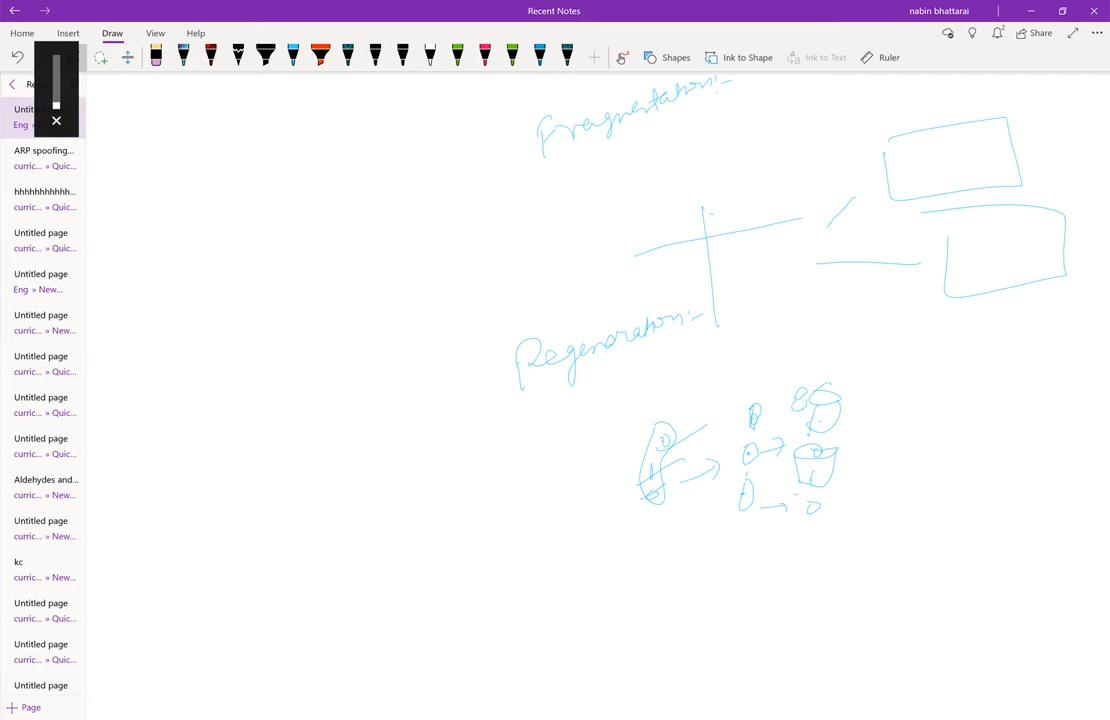 Recent Notes
nabin bhattarai
Home
Insert
Draw
View
Help
2
Share
Shapes
Ink to Shape
Ink to Text
Ruler
Eng »
ARP spoofing...
curric... » Quic...
hhhhhhhhhhh...
curric... » Quic...
Untitled page
curric... » Quic...
Untitled page
Eng » New...
Untitled page
curric... » New...
Untitled page
curric... » Quic...
Untitled page
curric... » Quic...
Untitled page
curric... » Quic...
Aldehydes and...
curric... » New...
Untitled page
curric... » New...
kc
curric... » New...
Untitled page
curric... » Quic...
Untitled page
curric... » Quic...
Untitled page
Page
Fragmentation:-
Regeneration:-